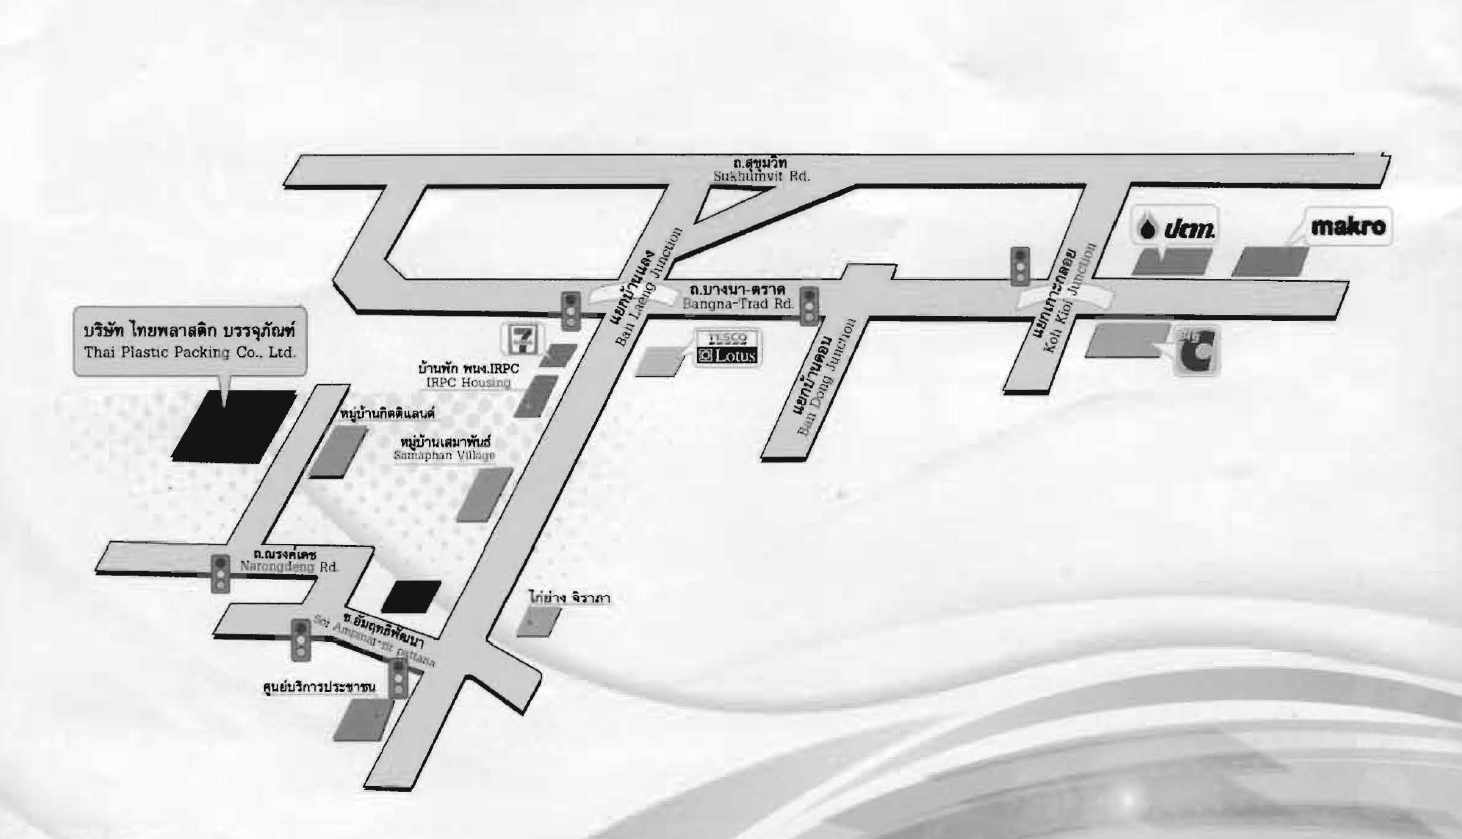 ถ.สุขุมวิท
Sukhumvit Rd.
ปตท.
makro
แยกบ้านแลง
Ban Laeng Junction
ถ.บางนา-ตราด
Bangna-Trad Rd.
แยกเกาะกลอย
Koh Kloi Junction
บริษัท ไทยพลาสติก บรรจุภัณฑ์
Thai Plastic Packing Co., Ltd.
7
TESCO
Lotus
Big C
บ้านพัก พนง.IRPC
IRPC Housing
แยกบ้านดอน
Ban Dong Junction
หมู่บ้านกิตติแลนด์
หมู่บ้านเสมาพันธ์
Samaphan Village
ถ.ณรงค์เดช
Narongdeng Rd.
ไก่ย่าง จิราภา
ซ.อัมฤทธิ์พัฒนา
Soi
pattana
ศูนย์บริการประชาชน